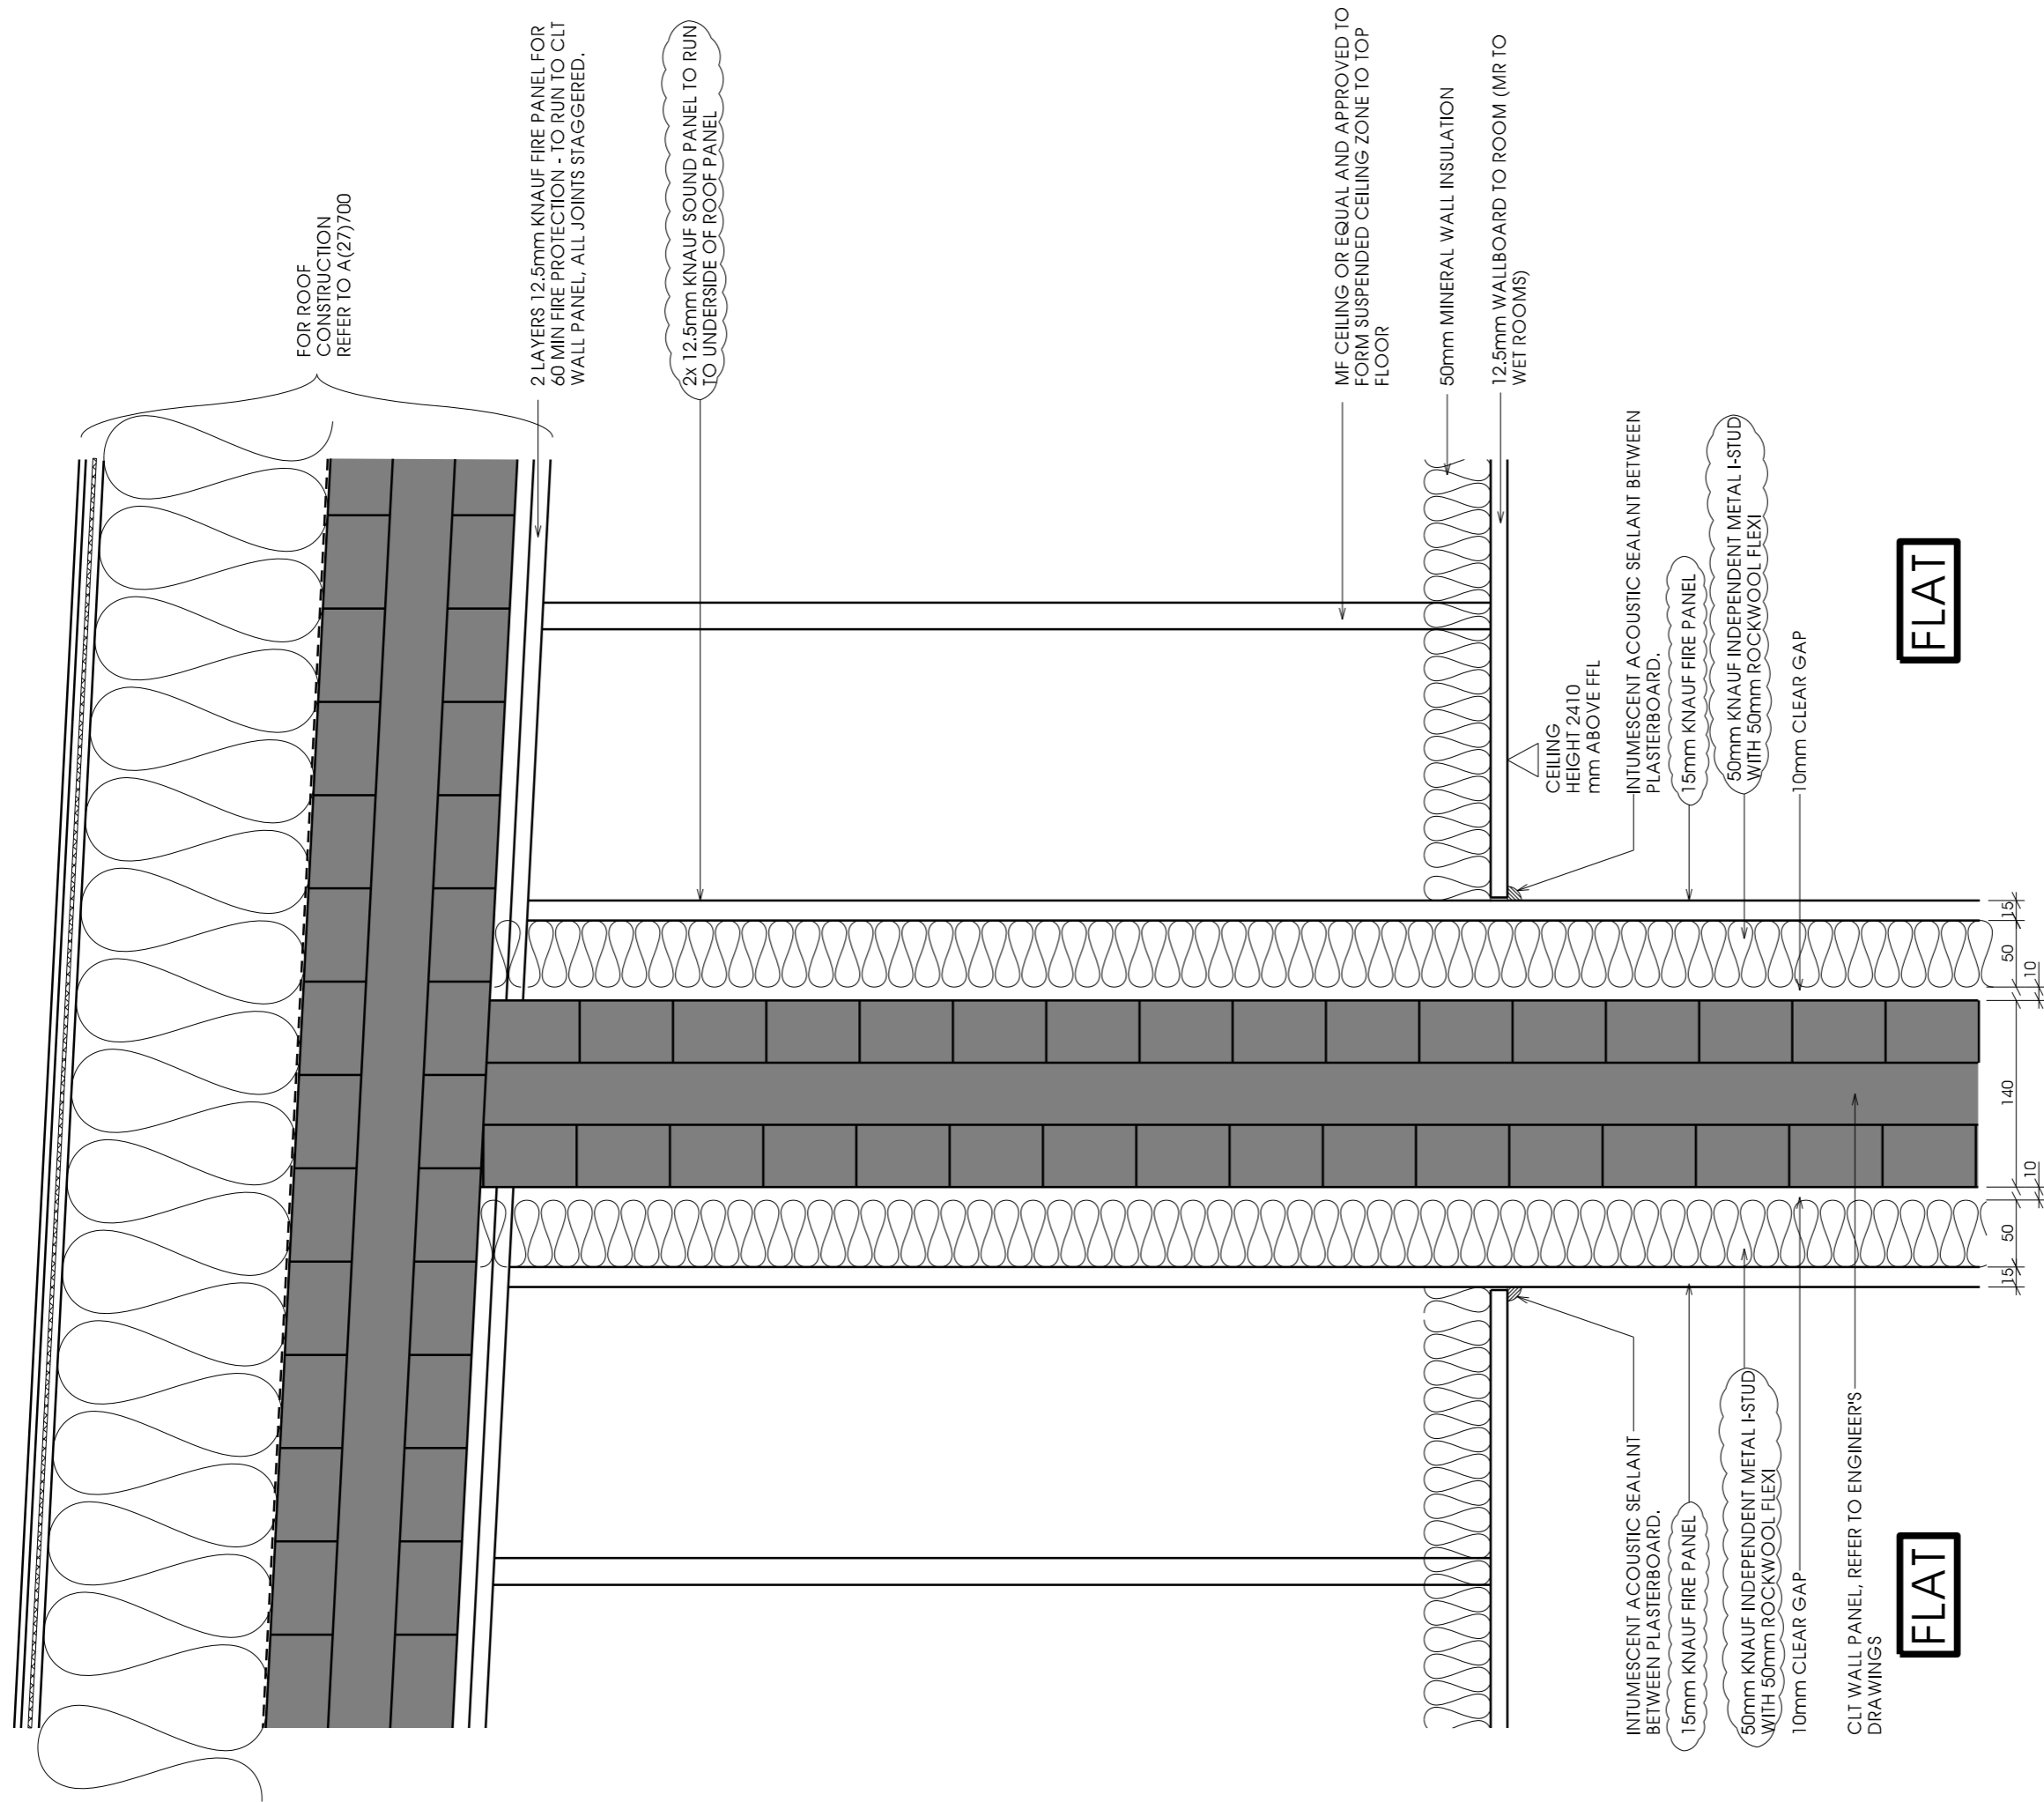 FOR ROOF
CONSTRUCTION
REFER TO A(27)700
2 LAYERS 12.5mm KNAUF FIRE PANEL FOR
60 MIN FIRE PROTECTION - TO RUN TO CLT
WALL PANEL, ALL JOINTS STAGGERED.
2x 12.5mm KNAUF SOUND PANEL TO RUN
TO UNDERSIDE OF ROOF PANEL
MF CEILING OR EQUAL AND APPROVED TO
FORM SUSPENDED CEILING ZONE TO TOP
FLOOR
50mm MINERAL WALL INSULATION
12.5mm WALLBOARD TO ROOM (MR TO
WET ROOMS)
CEILING
HEIGHT 2410
mm ABOVE FFL
INTUMESCENT ACOUSTIC SEALANT BETWEEN
PLASTERBOARD.
15mm KNAUF FIRE PANEL
50mm KNAUF INDEPENDENT METAL I-STUD
WITH 50mm ROCKWOOL FLEXI
10mm CLEAR GAP
FLAT
INTUMESCENT ACOUSTIC SEALANT
BETWEEN PLASTERBOARD.
15mm KNAUF FIRE PANEL
50mm KNAUF INDEPENDENT METAL I-STUD
WITH 50mm ROCKWOOL FLEXI
10mm CLEAR GAP
CLT WALL PANEL, REFER TO ENGINEER'S
DRAWINGS
FLAT
15
50
10
140
10
50
15